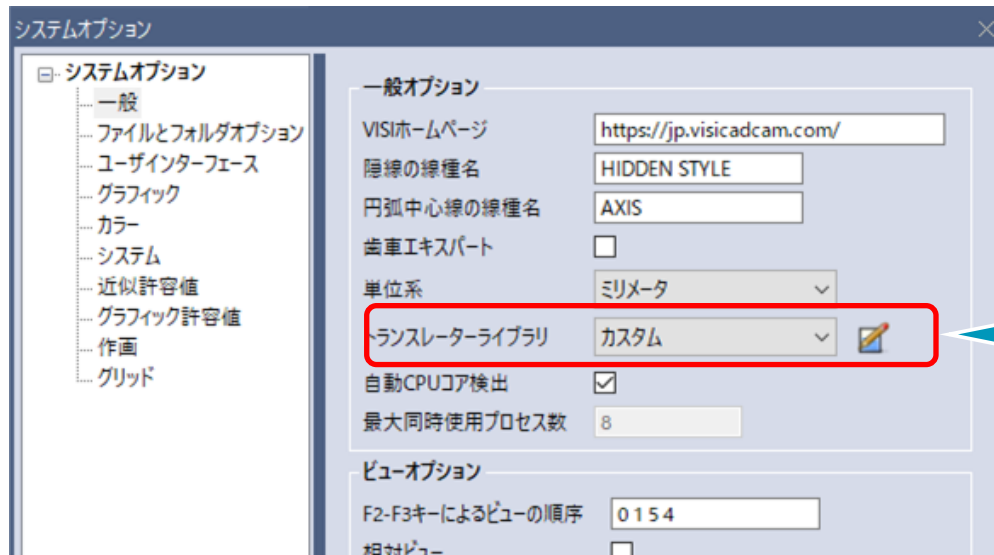 システムオプション
システムオプション
一般
ファイルとフォルダオプション
ユーザインターフェース
グラフィック
カラー
システム
近似許容値
グラフィック許容値
作画
グリッド
一般オプション
VISIホームページ https://jp.visicadcam.com/
隠線の線種名 HIDDEN STYLE
円弧中心線の線種名 AXIS
歯車エキスパート
単位系 ミリメータ
トランスレーターライブラリ カスタム
自動CPUコア検出
最大同時使用プロセス数 8
ビューオプション
F2-F3キーによるビューの順序 0 1 5 4
相対ビュー